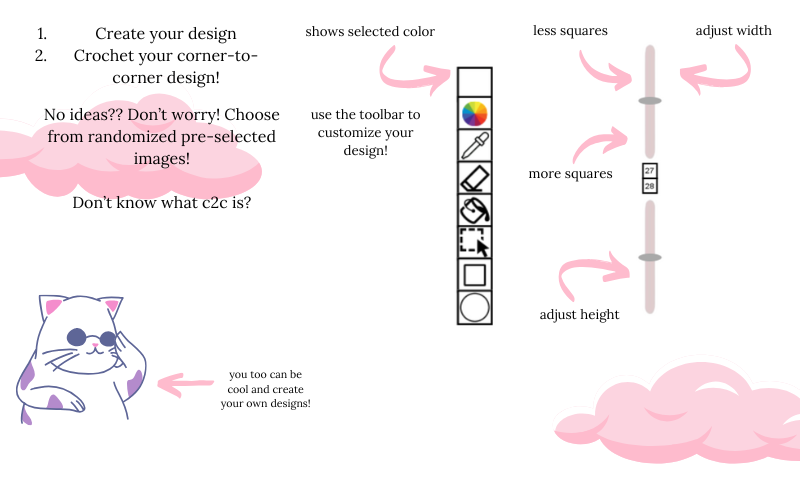 1. Create your design
2. Crochet your corner-to-
corner design!
No ideas?? Don't worry! Choose
from randomized pre-selected
images!
Don't know what c2c is?
shows selected color
use the toolbar to
customize your
design!
less squares
adjust width
more squares
27
28
adjust height
you too can be
cool and create
your own designs!